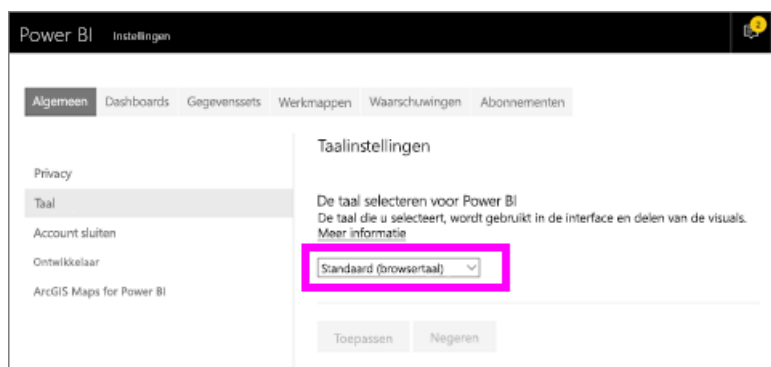 Power BI Instellingen 2
Algemeen Dashboards Gegevenssets Werkmappen Waarschuwingen Abonnementen
Taalinstellingen
Privacy
Taal
Account sluiten
Ontwikkelaar
ArcGIS Maps for Power BI
De taal selecteren voor Power BI
De taal die u selecteert, wordt gebruikt in de interface en delen van de visuals.
Meer informatie
Standaard (browsertaal)
Toepassen Negeren